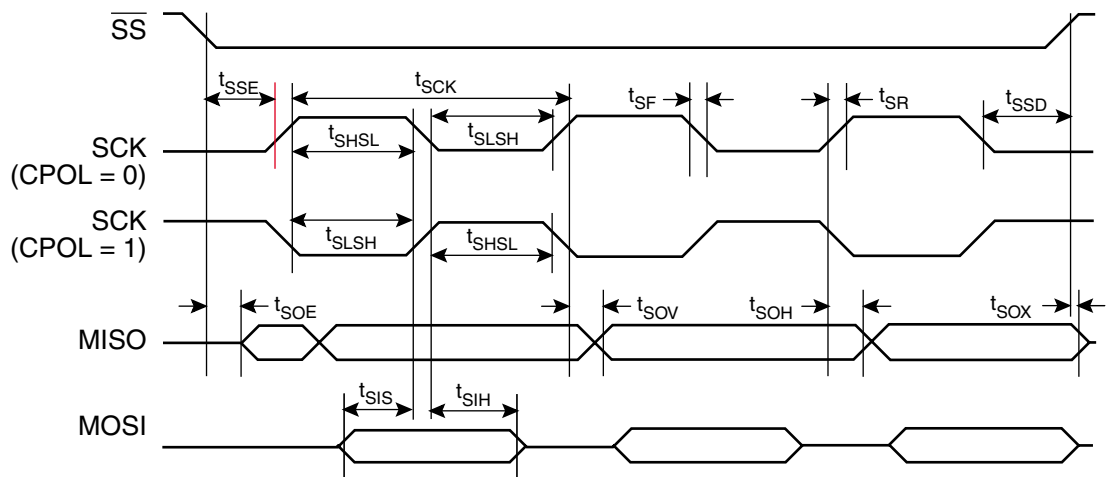 SS
tSSE
tSCK
tSF
tSR
tSSD
SCK
(CPOL = 0)
tSHSL
tSLSH
SCK
(CPOL = 1)
tSLSH
tSHSL
tSOE
tSOV
tSOH
tSOX
MISO
tSIS
tSIH
MOSI